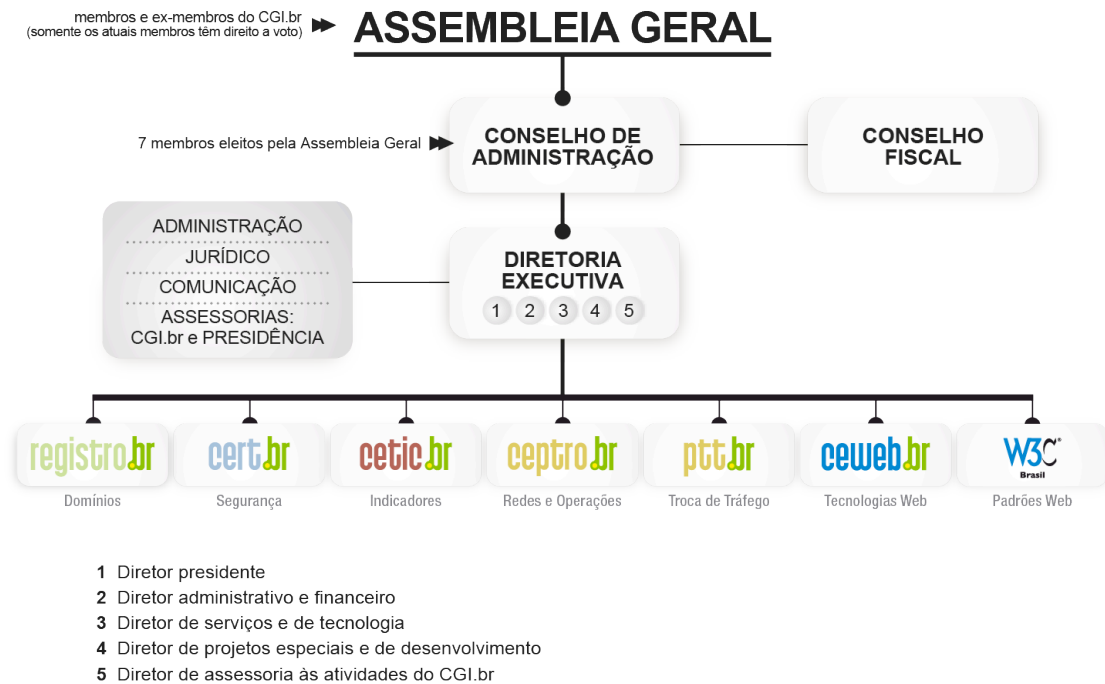 membros e ex-membros do CGI.br
(somente os atuais membros têm direito a voto)
ASSEMBLEIA GERAL
7 membros eleitos pela Assembleia Geral
CONSELHO DE
ADMINISTRAÇÃO
CONSELHO
FISCAL
ADMINISTRAÇÃO
JURÍDICO
COMUNICAÇÃO
ASSESSORIAS:
CGI.br e PRESIDÊNCIA
DIRETORIA
EXECUTIVA
1 2 3 4 5
registro.br
Domínios
cert.br
Segurança
cetic.br
Indicadores
ceptro.br
Redes e Operações
ptt.br
Troca de Tráfego
ceweb.br
Tecnologias Web
W3C®
Brasil
Padrões Web
1 Diretor presidente
2 Diretor administrativo e financeiro
3 Diretor de serviços e de tecnologia
4 Diretor de projetos especiais e de desenvolvimento
5 Diretor de assessoria às atividades do CGI.br